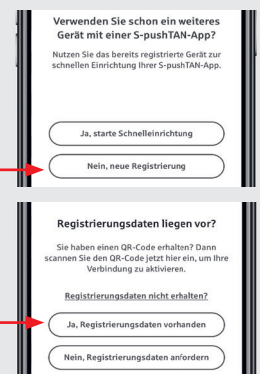 Verwenden Sie schon ein weiteres
Gerät mit einer S-pushTAN-App?
Nutzen Sie das bereits registrierte Gerät zur
schnellen Einrichtung Ihrer S-pushTAN-App.
Ja, starte Schnelleinrichtung
Nein, neue Registrierung
Registrierungsdaten liegen vor?
Sie haben einen QR-Code erhalten? Dann
scannen Sie den QR-Code jetzt hier ein, um Ihre
Verbindung zu aktivieren.
Registrierungsdaten nicht erhalten?
Ja, Registrierungsdaten vorhanden
Nein, Registrierungsdaten anfordern